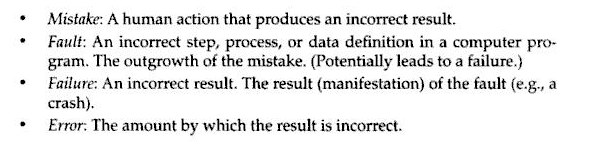 • Mistake: A human action that produces an incorrect result.
• Fault: An incorrect step, process, or data definition in a computer pro-
gram. The outgrowth of the mistake. (Potentially leads to a failure.)
• Failure: An incorrect result. The result (manifestation) of the fault (e.g., a
crash).
• Error: The amount by which the result is incorrect.